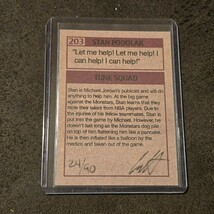 203
STAN PODOLAK
"Let me help! Let me help! I
can help! I can help!"
TUNE SQUAD
Stan is Michael Jordan's publicist and will do
anything to help him. At the big game
against the Monstars, Stan learns that they
stole their talent from NBA players. Due to
the injuries of his fellow teammates, Stan is
put into the game by Michael. However, he
doesn't last long as the Monstars dog pile
on top of him flattening him like a pancake.
He is then inflated like a balloon by the
medics and taken out of the game.
24/90